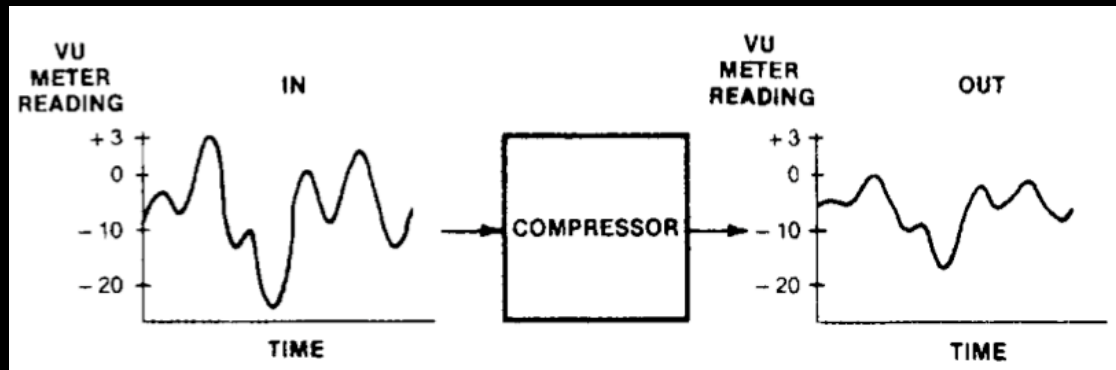 VU
METER
READING
IN
+3
0
-10
-20
TIME
COMPRESSOR
VU
METER
READING
OUT
+3
0
-10
-20
TIME